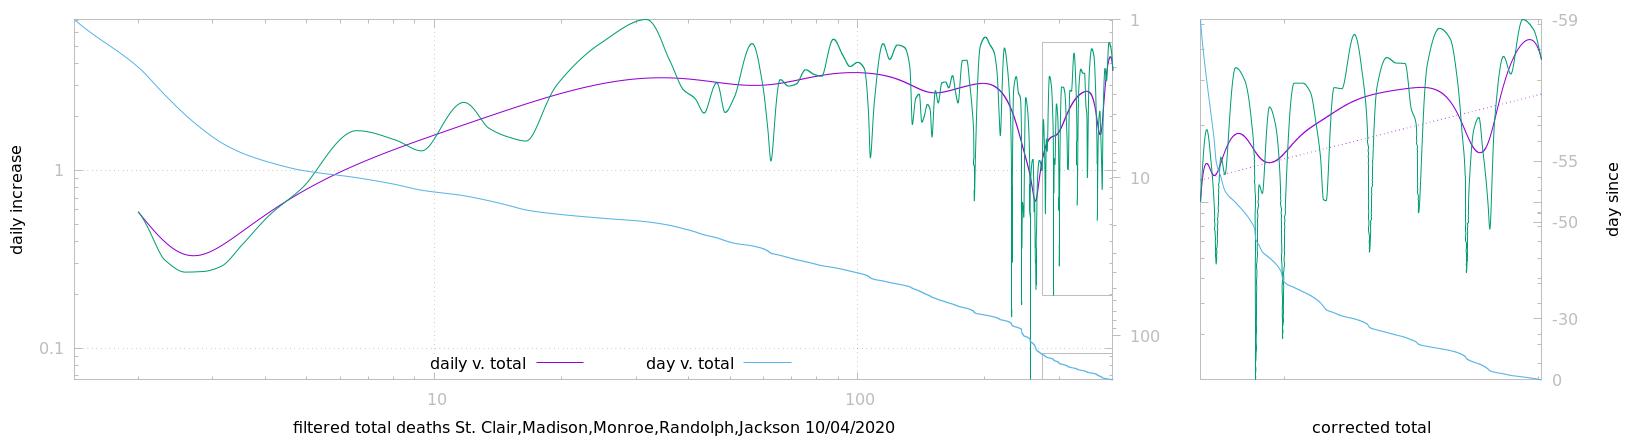 1
-59
daily increase
1
0.1
10
100
-55
-50
-30
0
day since
daily v. total
day v. total
10
100
filtered total deaths St. Clair,Madison,Monroe,Randolph,Jackson 10/04/2020
corrected total